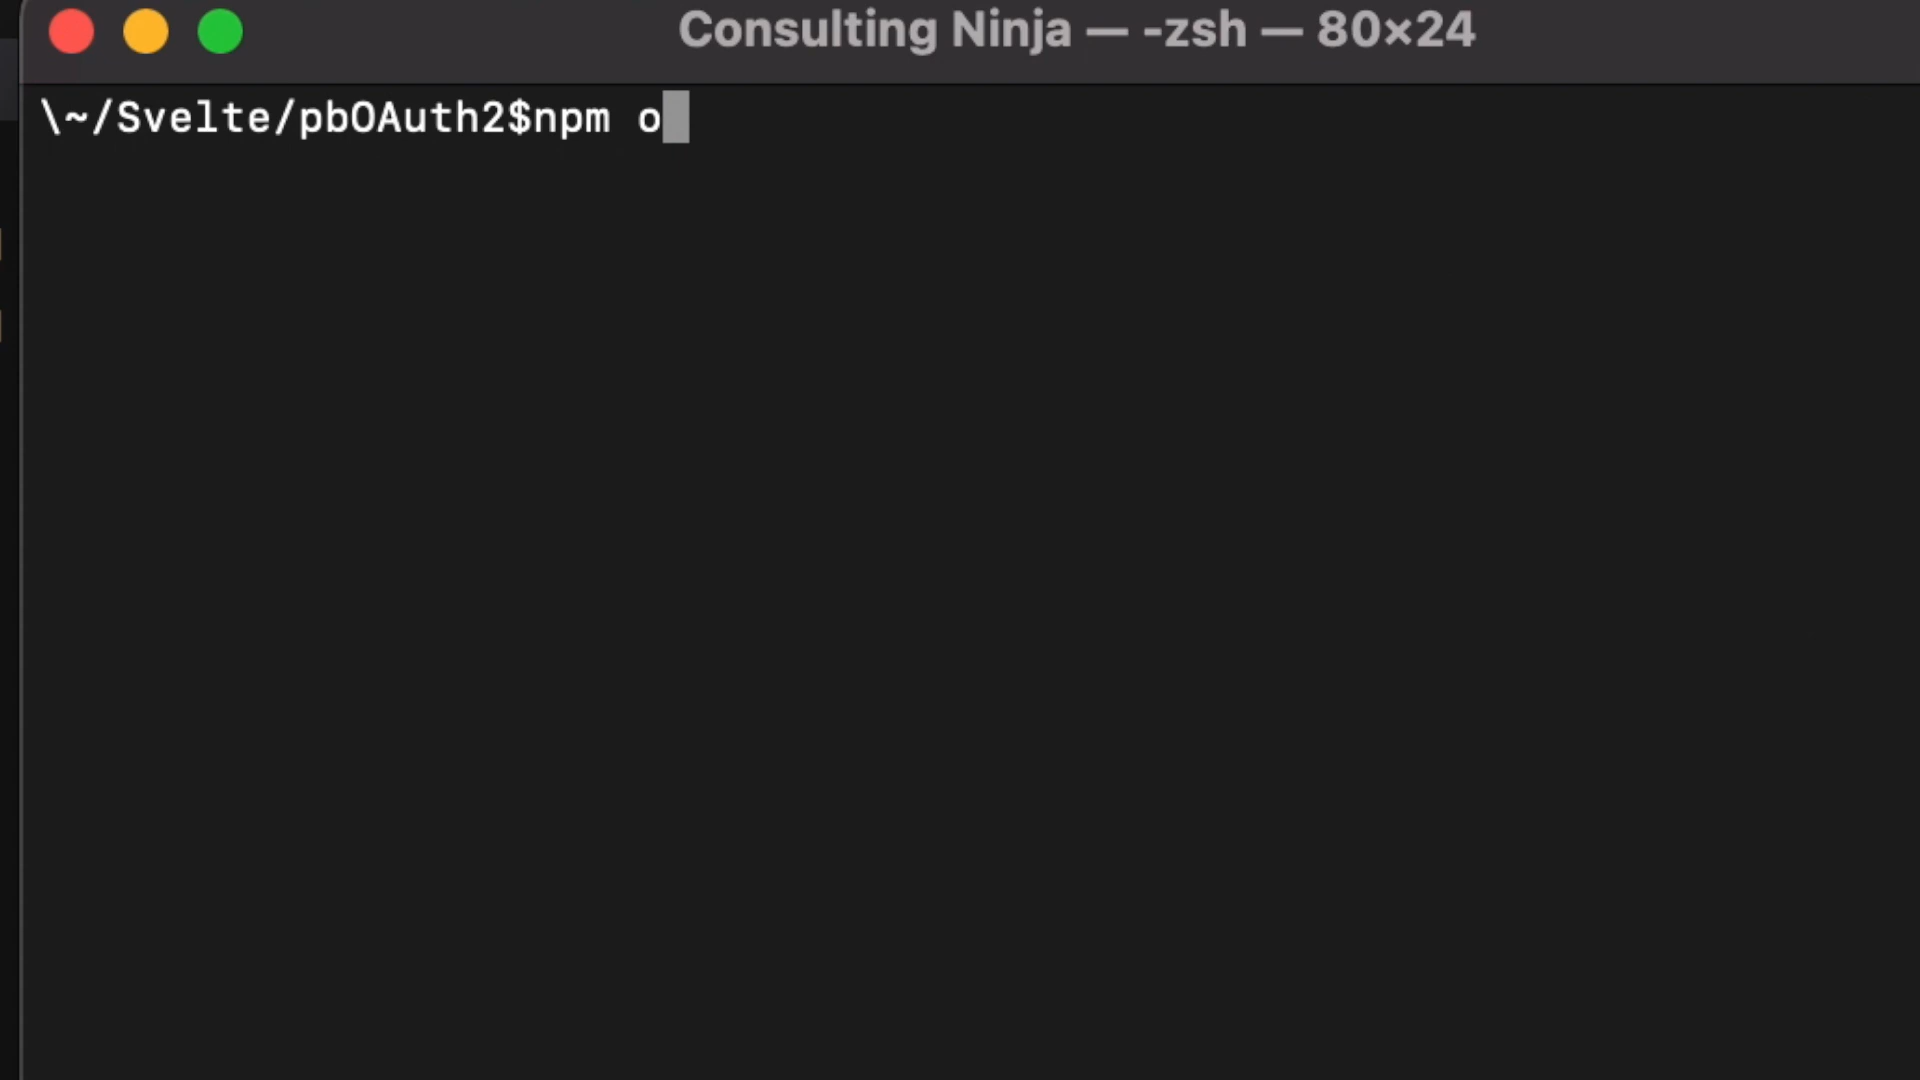 Consulting Ninja — -zsh — 80×24
\~/Svelte/pbOAuth2$npm o